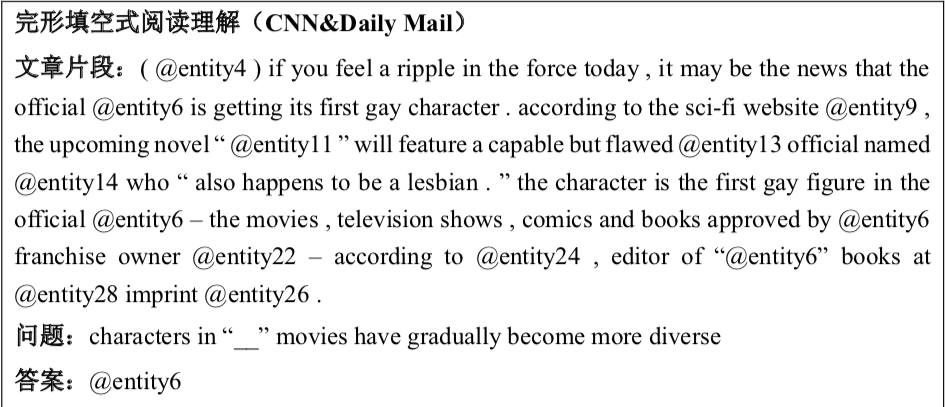 完形填空式阅读理解（CNN&Daily Mail）
文章片段：( @entity4 ) if you feel a ripple in the force today , it may be the news that the
official @entity6 is getting its first gay character . according to the sci-fi website @entity9 ,
the upcoming novel “ @entity11 ” will feature a capable but flawed @entity13 official named
@entity14 who “ also happens to be a lesbian . ” the character is the first gay figure in the
official @entity6 – the movies , television shows , comics and books approved by @entity6
franchise owner @entity22 – according to @entity24 , editor of “@entity6” books at
@entity28 imprint @entity26 .
问题：characters in “__” movies have gradually become more diverse
答案：@entity6